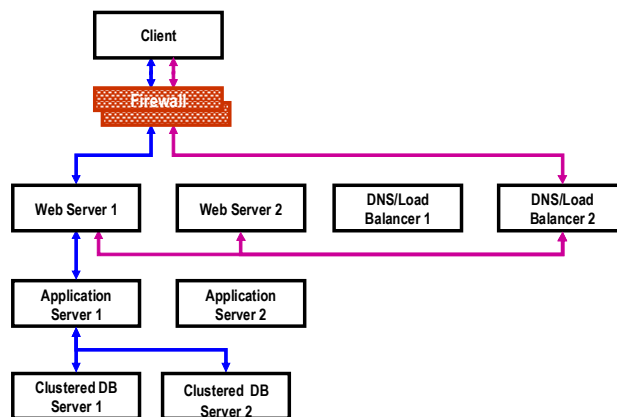 Client
Firewall
Web Server 1
Web Server 2
DNS/Load
Balancer 1
DNS/Load
Balancer 2
Application
Server 1
Application
Server 2
Clustered DB
Server 1
Clustered DB
Server 2